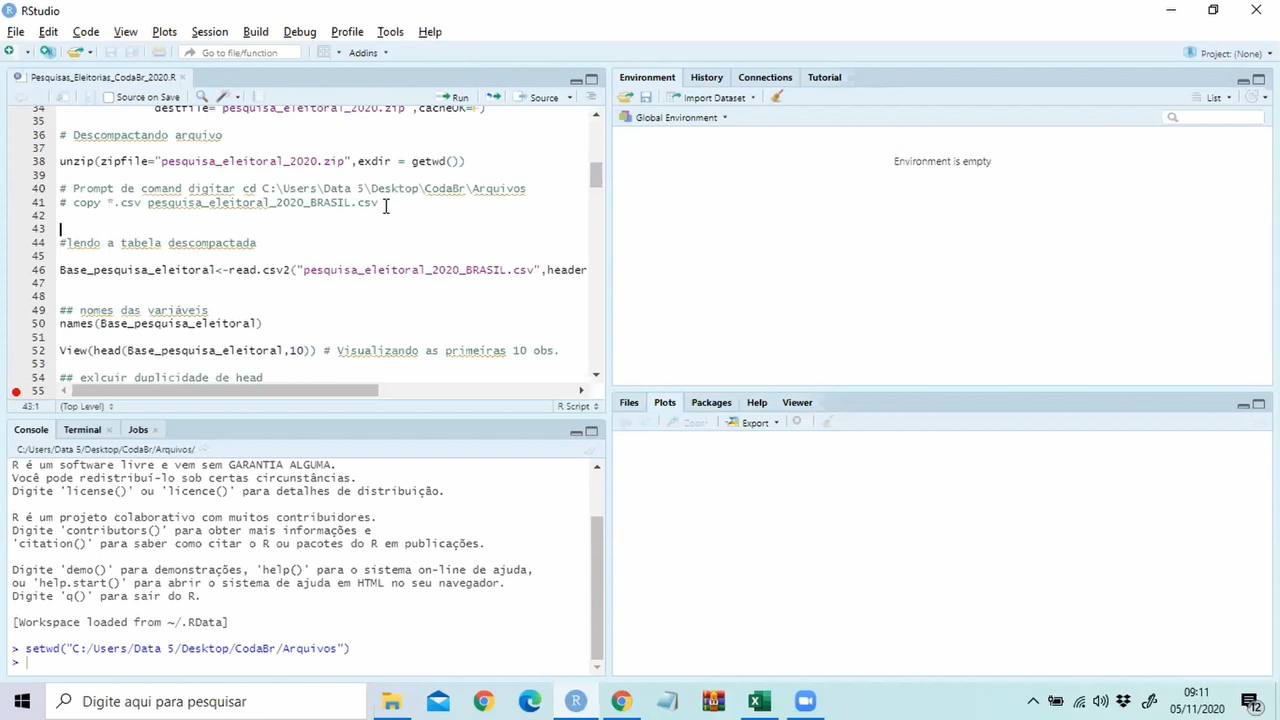 RStudio
File Edit Code View Plots Session Build Debug Profile Tools Help
Go to file/function Addins Project: (None)
Pesquisas_Eleitorias_CodaBr_2020.R
Source on Save Run Source
34 destfile="pesquisa_eleitoral_2020.zip",cacheOK=F)
35
36 # Descompactando arquivo
37
38 unzip(zipfile="pesquisa_eleitoral_2020.zip",exdir = getwd())
39
40 # Prompt de comand digitar cd C:\Users\Data 5\Desktop\CodaBr\Arquivos
41 # copy *.csv pesquisa_eleitoral_2020_BRASIL.csv
42
43
44 #lendo a tabela descompactada
45
46 Base_pesquisa_eleitoral<-read.csv2("pesquisa_eleitoral_2020_BRASIL.csv",header
47
48
49 ## nomes das variáveis
50 names(Base_pesquisa_eleitoral)
51
52 View(head(Base_pesquisa_eleitoral,10)) # Visualizando as primeiras 10 obs.
53
54 ## exlcuir duplicidade de head
55
43:1 (Top Level) R Script
Console Terminal Jobs
C:/Users/Data 5/Desktop/CodaBr/Arquivos/
R é um software livre e vem sem GARANTIA ALGUMA.
Você pode redistribuí-lo sob certas circunstâncias.
Digite 'license()' ou 'licence()' para detalhes de distribuição.
R é um projeto colaborativo com muitos contribuidores.
Digite 'contributors()' para obter mais informações e
'citation()' para saber como citar o R ou pacotes do R em publicações.
Digite 'demo()' para demonstrações, 'help()' para o sistema on-line de ajuda,
ou 'help.start()' para abrir o sistema de ajuda em HTML no seu navegador.
Digite 'q()' para sair do R.
[Workspace loaded from ~/.RData]
> setwd("C:/Users/Data 5/Desktop/CodaBr/Arquivos")
>
Environment History Connections Tutorial
Import Dataset List
Global Environment
Environment is empty
Files Plots Packages Help Viewer
Zoom Export
Digite aqui para pesquisar
09:11
05/11/2020
12